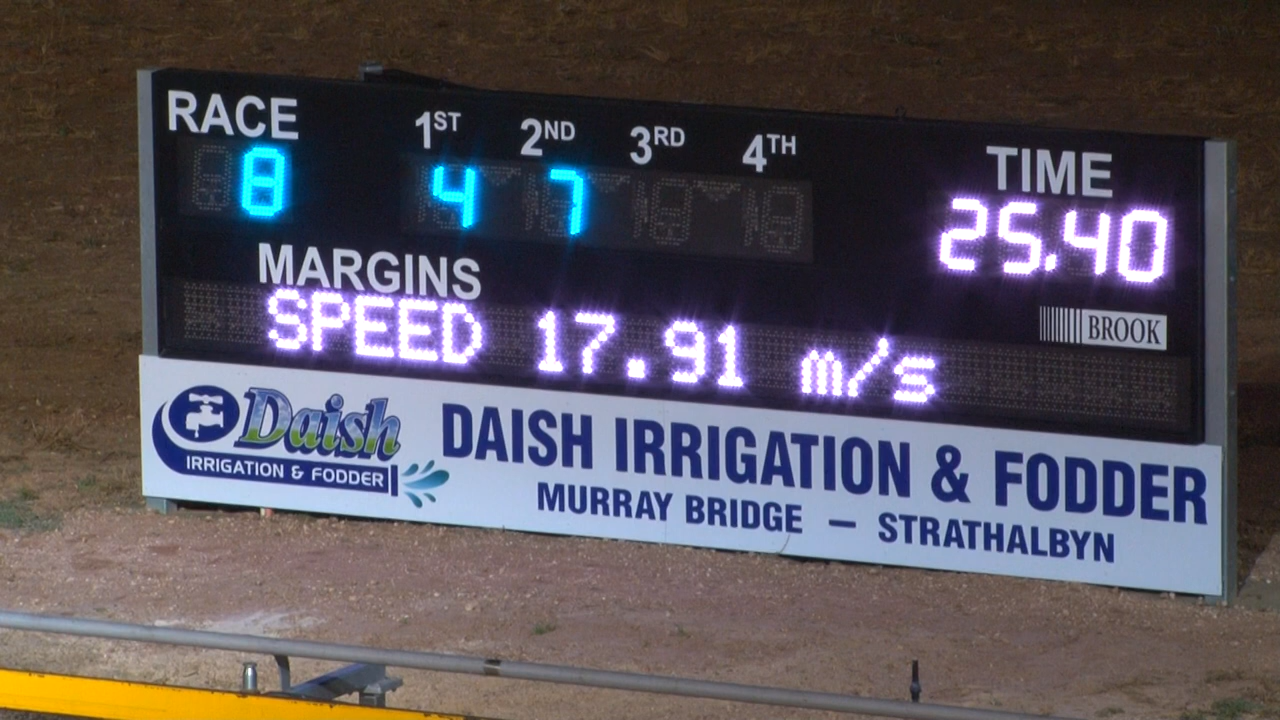 RACE 1ST 2ND 3RD 4TH TIME
8 4 7 25.40
MARGINS
SPEED 17.91 m/s
BROOK
Daish
IRRIGATION & FODDER
DAISH IRRIGATION & FODDER
MURRAY BRIDGE – STRATHALBYN